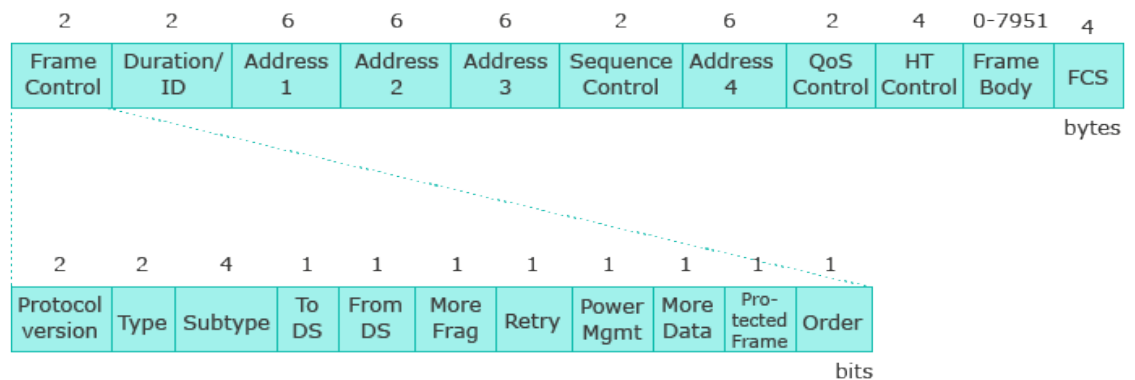 2 2 6 6 6 2 6 2 4 0-7951 4
Frame Duration/ Address Address Address Sequence Address QoS HT Frame FCS
Control ID 1 2 3 Control 4 Control Control Body
bytes
2 2 4 1 1 1 1 1 1 1 1
Protocol Type Subtype To From More Retry Power More Pro- Order
version DS DS Frag Mgmt Data tected
Frame
bits